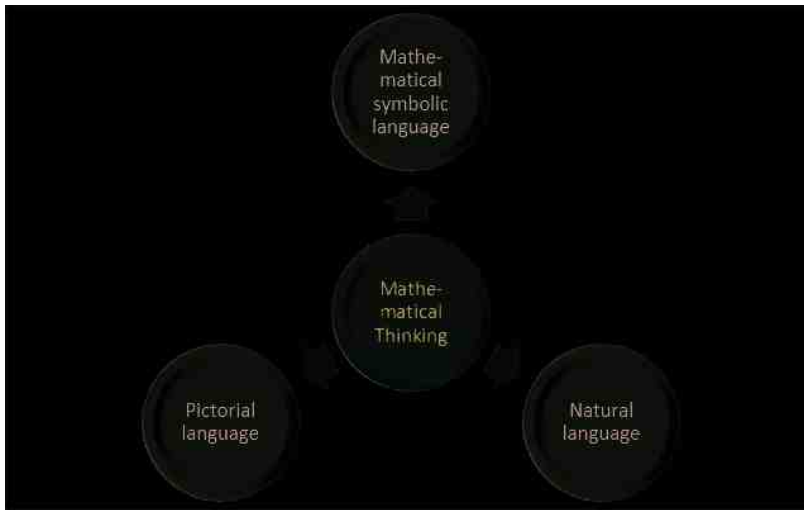 Mathe-
matical
symbolic
language
Mathe-
matical
Thinking
Pictorial
language
Natural
language